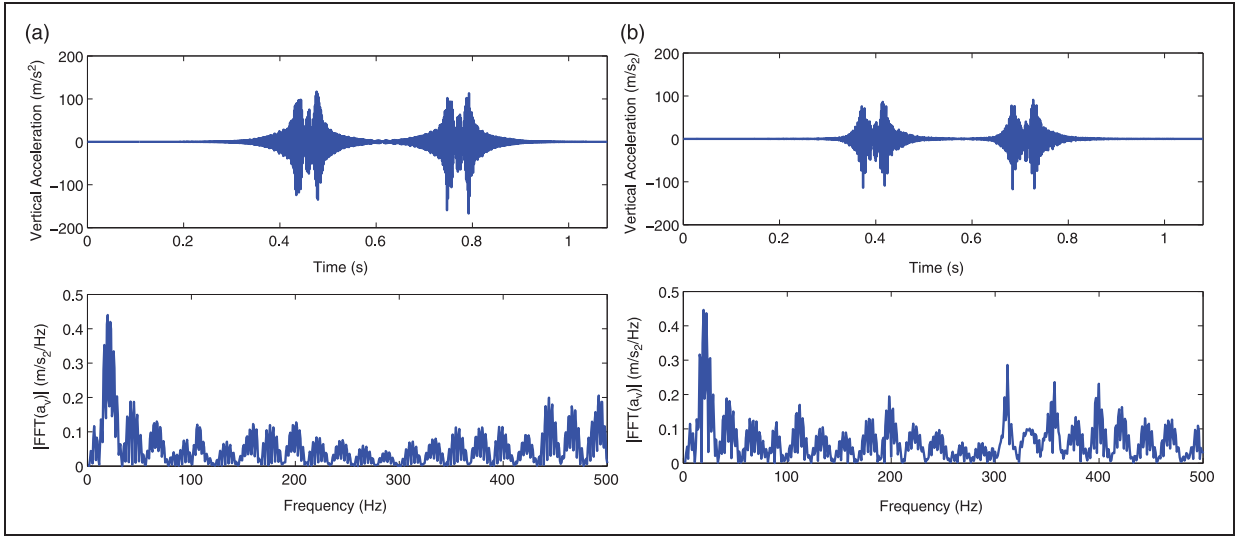 (a)
Vertical Acceleration (m/s²)
200
100
0
−100
−200
0 0.2 0.4 0.6 0.8 1
Time (s)
|FFT(aᵥ)| (m/s₂/Hz)
0.5
0.4
0.3
0.2
0.1
0
0 100 200 300 400 500
Frequency (Hz)
(b)
Vertical Acceleration (m/s₂)
200
100
0
−100
−200
0 0.2 0.4 0.6 0.8 1
Time (s)
|FFT(aᵥ)| (m/s₂/Hz)
0.5
0.4
0.3
0.2
0.1
0
0 100 200 300 400 500
Frequency (Hz)